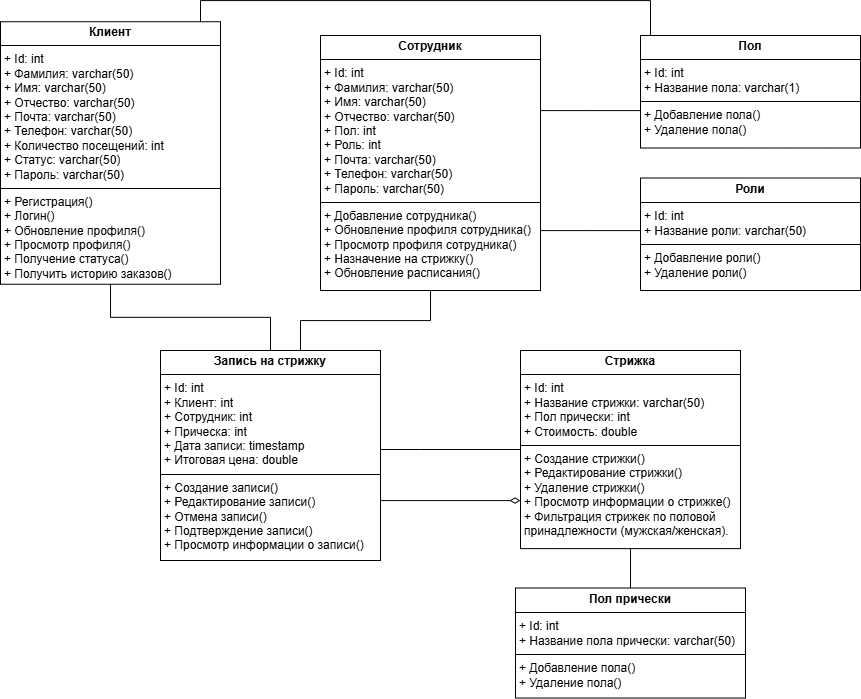 Клиент
+ Id: int
+ Фамилия: varchar(50)
+ Имя: varchar(50)
+ Отчество: varchar(50)
+ Почта: varchar(50)
+ Телефон: varchar(50)
+ Количество посещений: int
+ Статус: varchar(50)
+ Пароль: varchar(50)
+ Регистрация()
+ Логин()
+ Обновление профиля()
+ Просмотр профиля()
+ Получение статуса()
+ Получить историю заказов()
Сотрудник
+ Id: int
+ Фамилия: varchar(50)
+ Имя: varchar(50)
+ Отчество: varchar(50)
+ Пол: int
+ Роль: int
+ Почта: varchar(50)
+ Телефон: varchar(50)
+ Пароль: varchar(50)
+ Добавление сотрудника()
+ Обновление профиля сотрудника()
+ Просмотр профиля сотрудника()
+ Назначение на стрижку()
+ Обновление расписания()
Пол
+ Id: int
+ Название пола: varchar(1)
+ Добавление пола()
+ Удаление пола()
Роли
+ Id: int
+ Название роли: varchar(50)
+ Добавление роли()
+ Удаление роли()
Запись на стрижку
+ Id: int
+ Клиент: int
+ Сотрудник: int
+ Прическа: int
+ Дата записи: timestamp
+ Итоговая цена: double
+ Создание записи()
+ Редактирование записи()
+ Отмена записи()
+ Подтверждение записи()
+ Просмотр информации о записи()
Стрижка
+ Id: int
+ Название стрижки: varchar(50)
+ Пол прически: int
+ Стоимость: double
+ Создание стрижки()
+ Редактирование стрижки()
+ Удаление стрижки()
+ Просмотр информации о стрижке()
+ Фильтрация стрижек по половой
принадлежности (мужская/женская).
Пол прически
+ Id: int
+ Название пола прически: varchar(50)
+ Добавление пола()
+ Удаление пола()